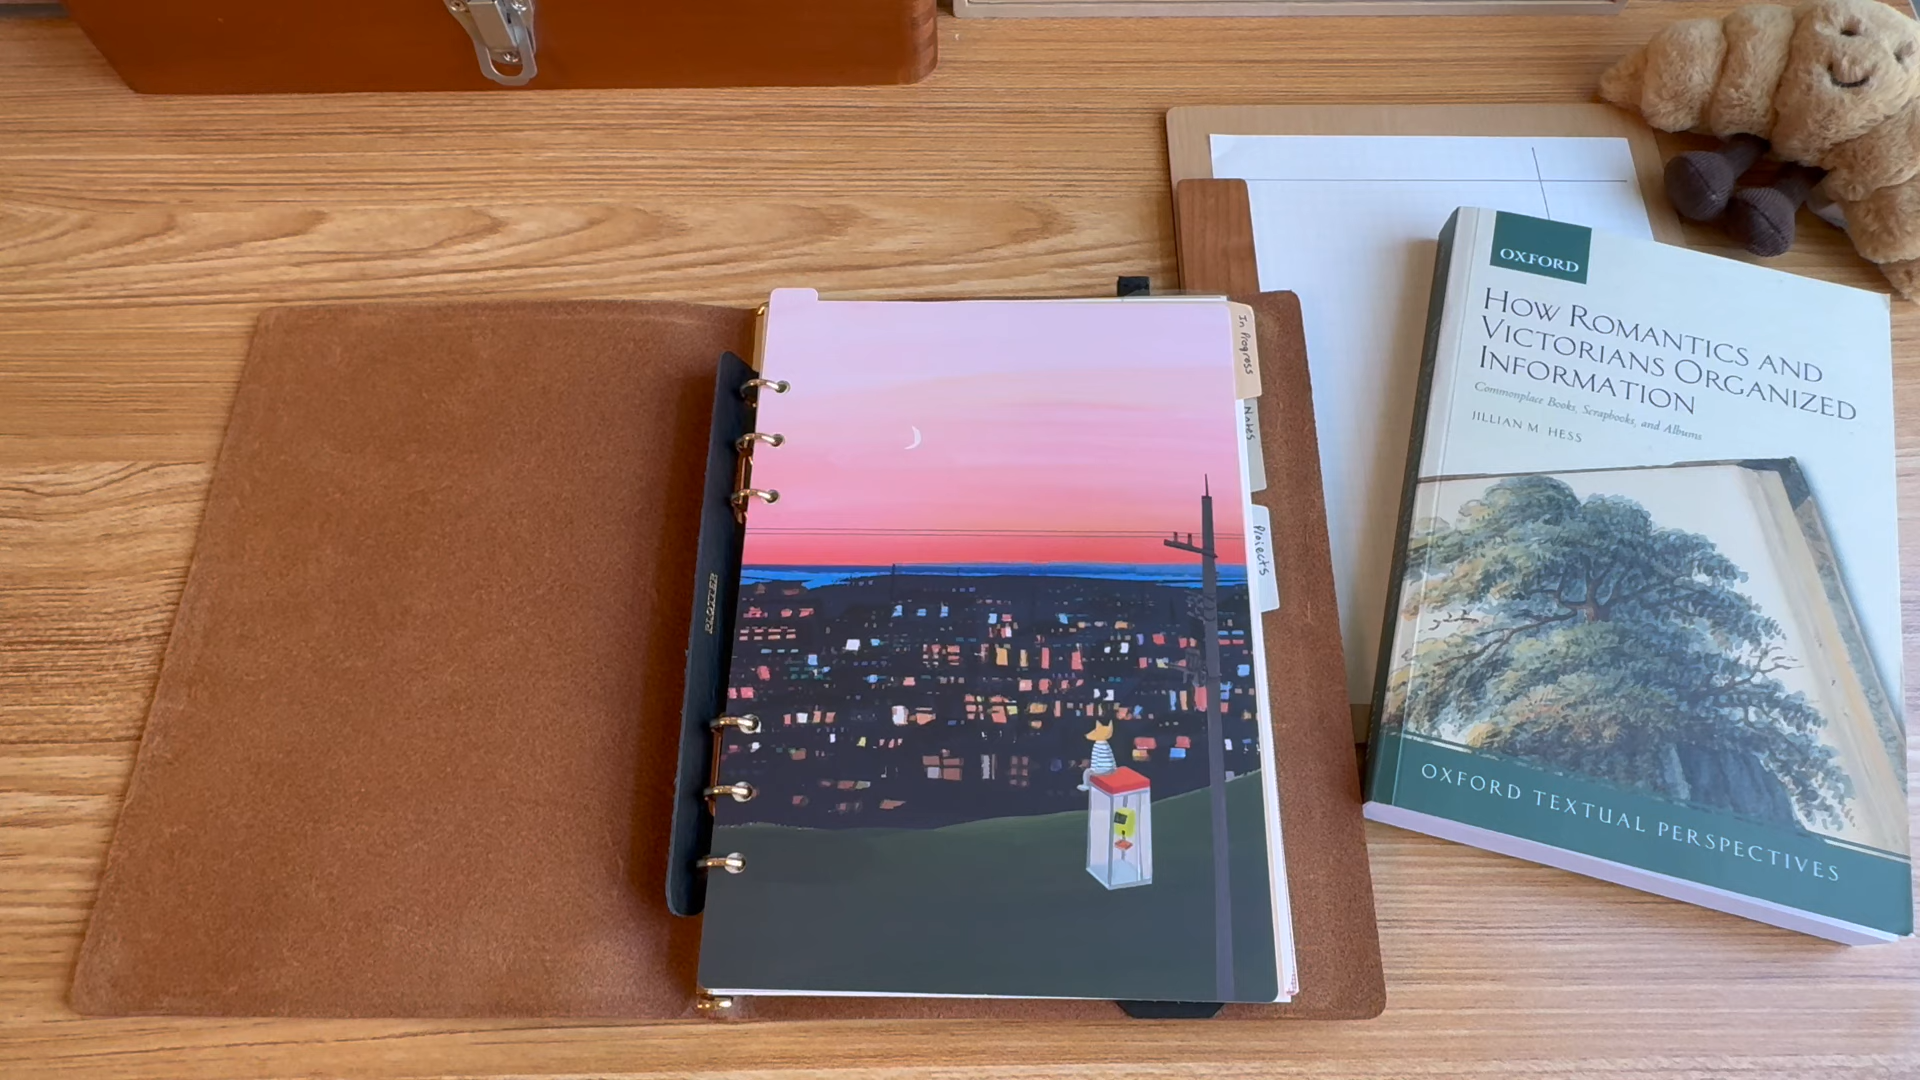 PLOTTER
In Progress
Notes
Projects
OXFORD
HOW ROMANTICS AND
VICTORIANS ORGANIZED
INFORMATION
Commonplace Books, Scrapbooks, and Albums
JILLIAN M. HESS
OXFORD TEXTUAL PERSPECTIVES